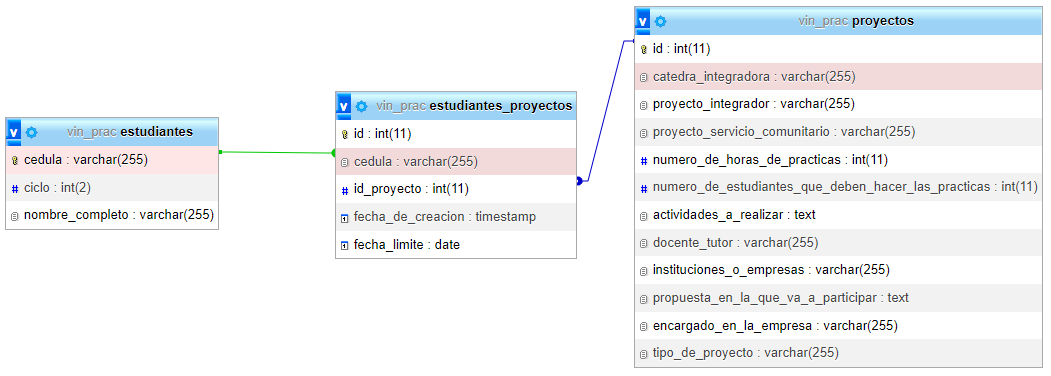 v vin_prac estudiantes
cedula : varchar(255)
# ciclo : int(2)
nombre_completo : varchar(255)
v vin_prac estudiantes_proyectos
id : int(11)
cedula : varchar(255)
# id_proyecto : int(11)
fecha_de_creacion : timestamp
fecha_limite : date
v vin_prac proyectos
id : int(11)
catedra_integradora : varchar(255)
proyecto_integrador : varchar(255)
proyecto_servicio_comunitario : varchar(255)
# numero_de_horas_de_practicas : int(11)
# numero_de_estudiantes_que_deben_hacer_las_practicas : int(11)
actividades_a_realizar : text
docente_tutor : varchar(255)
instituciones_o_empresas : varchar(255)
propuesta_en_la_que_va_a_participar : text
encargado_en_la_empresa : varchar(255)
tipo_de_proyecto : varchar(255)